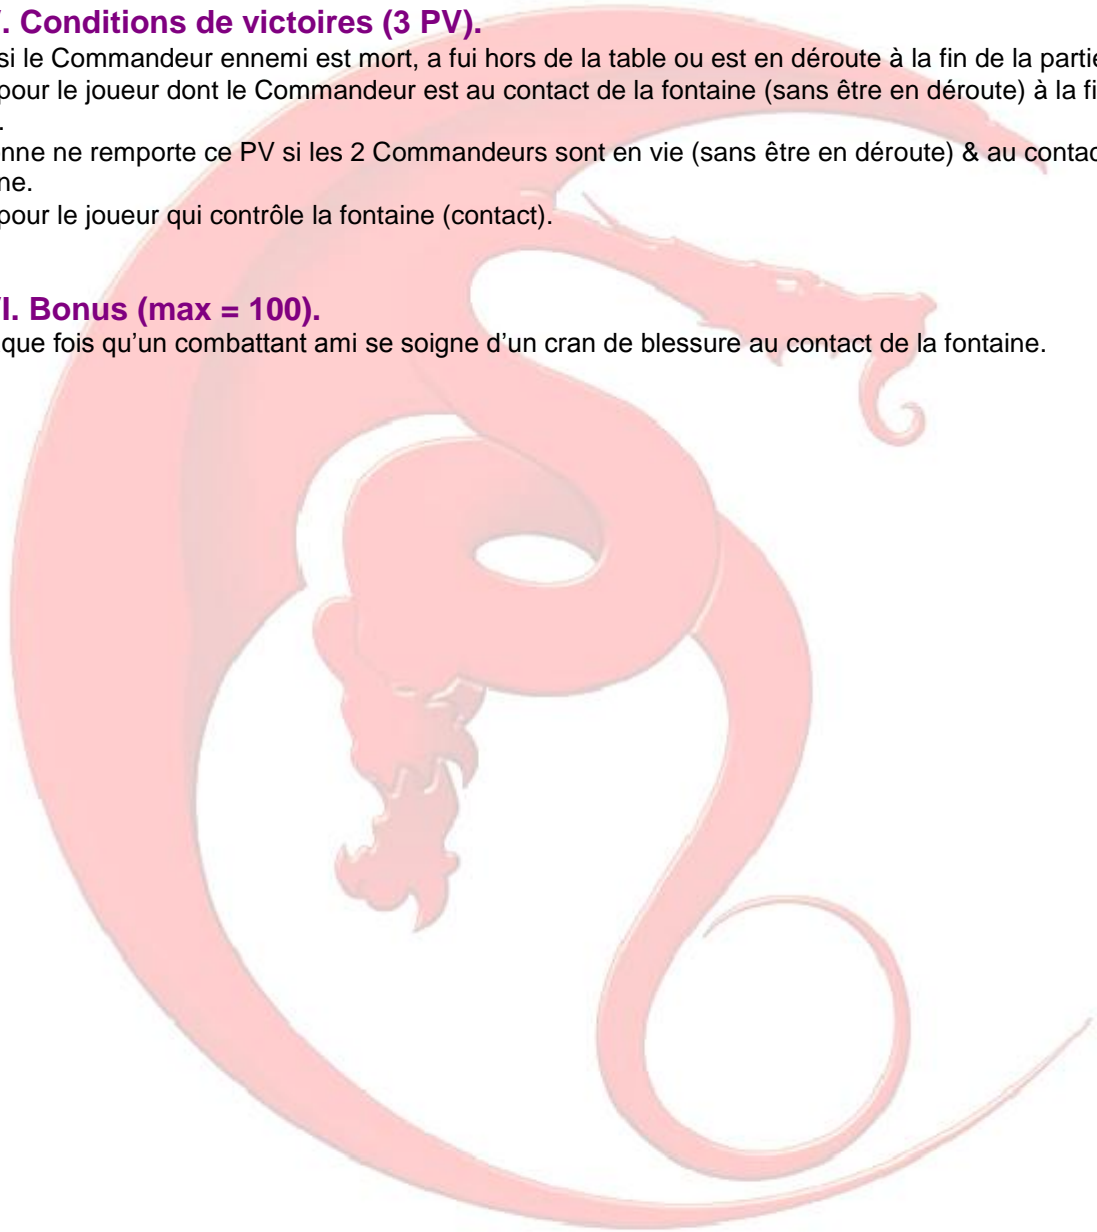 . Conditions de victoires (3 PV).
si le Commandeur ennemi est mort, a fui hors de la table ou est en déroute à la fin de la partie
pour le joueur dont le Commandeur est au contact de la fontaine (sans être en déroute) à la fi
.
nne ne remporte ce PV si les 2 Commandeurs sont en vie (sans être en déroute) & au contac
ne.
pour le joueur qui contrôle la fontaine (contact).
I. Bonus (max = 100).
que fois qu’un combattant ami se soigne d’un cran de blessure au contact de la fontaine.